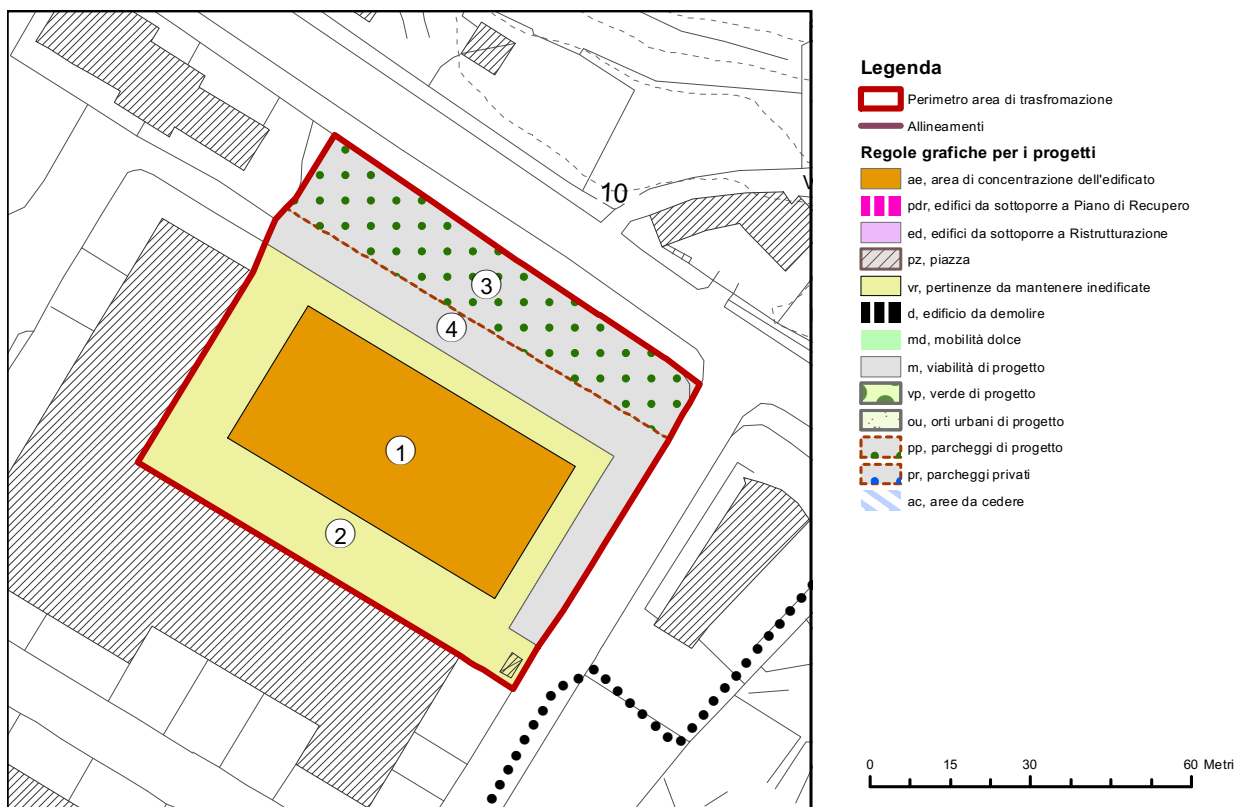 10
V
3
4
1
2
Legenda
Perimetro area di trasfromazione
Allineamenti
Regole grafiche per i progetti
ae, area di concentrazione dell'edificato
pdr, edifici da sottoporre a Piano di Recupero
ed, edifici da sottoporre a Ristrutturazione
pz, piazza
vr, pertinenze da mantenere inedificate
d, edificio da demolire
md, mobilità dolce
m, viabilità di progetto
vp, verde di progetto
ou, orti urbani di progetto
pp, parcheggi di progetto
pr, parcheggi privati
ac, aree da cedere
0 15 30 60 Metri